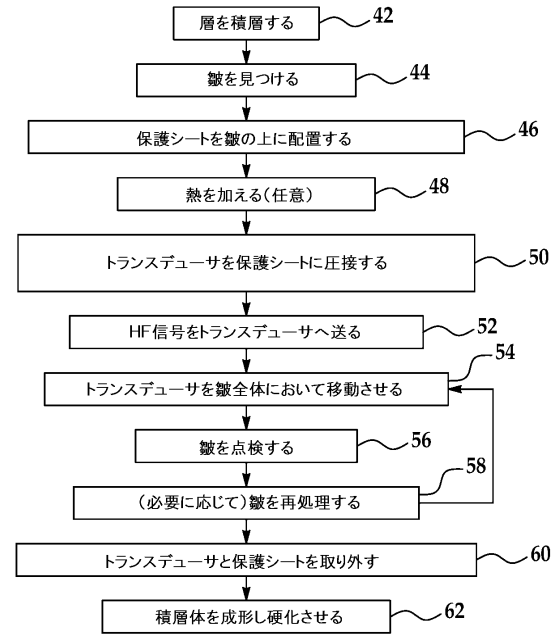 層を積層する 42
皺を見つける 44
保護シートを皺の上に配置する 46
熱を加える(任意) 48
トランスデューサを保護シートに圧接する 50
HF信号をトランスデューサへ送る 52
トランスデューサを皺全体において移動させる 54
皺を点検する 56
(必要に応じて)皺を再処理する 58
トランスデューサと保護シートを取り外す 60
積層体を成形し硬化させる 62